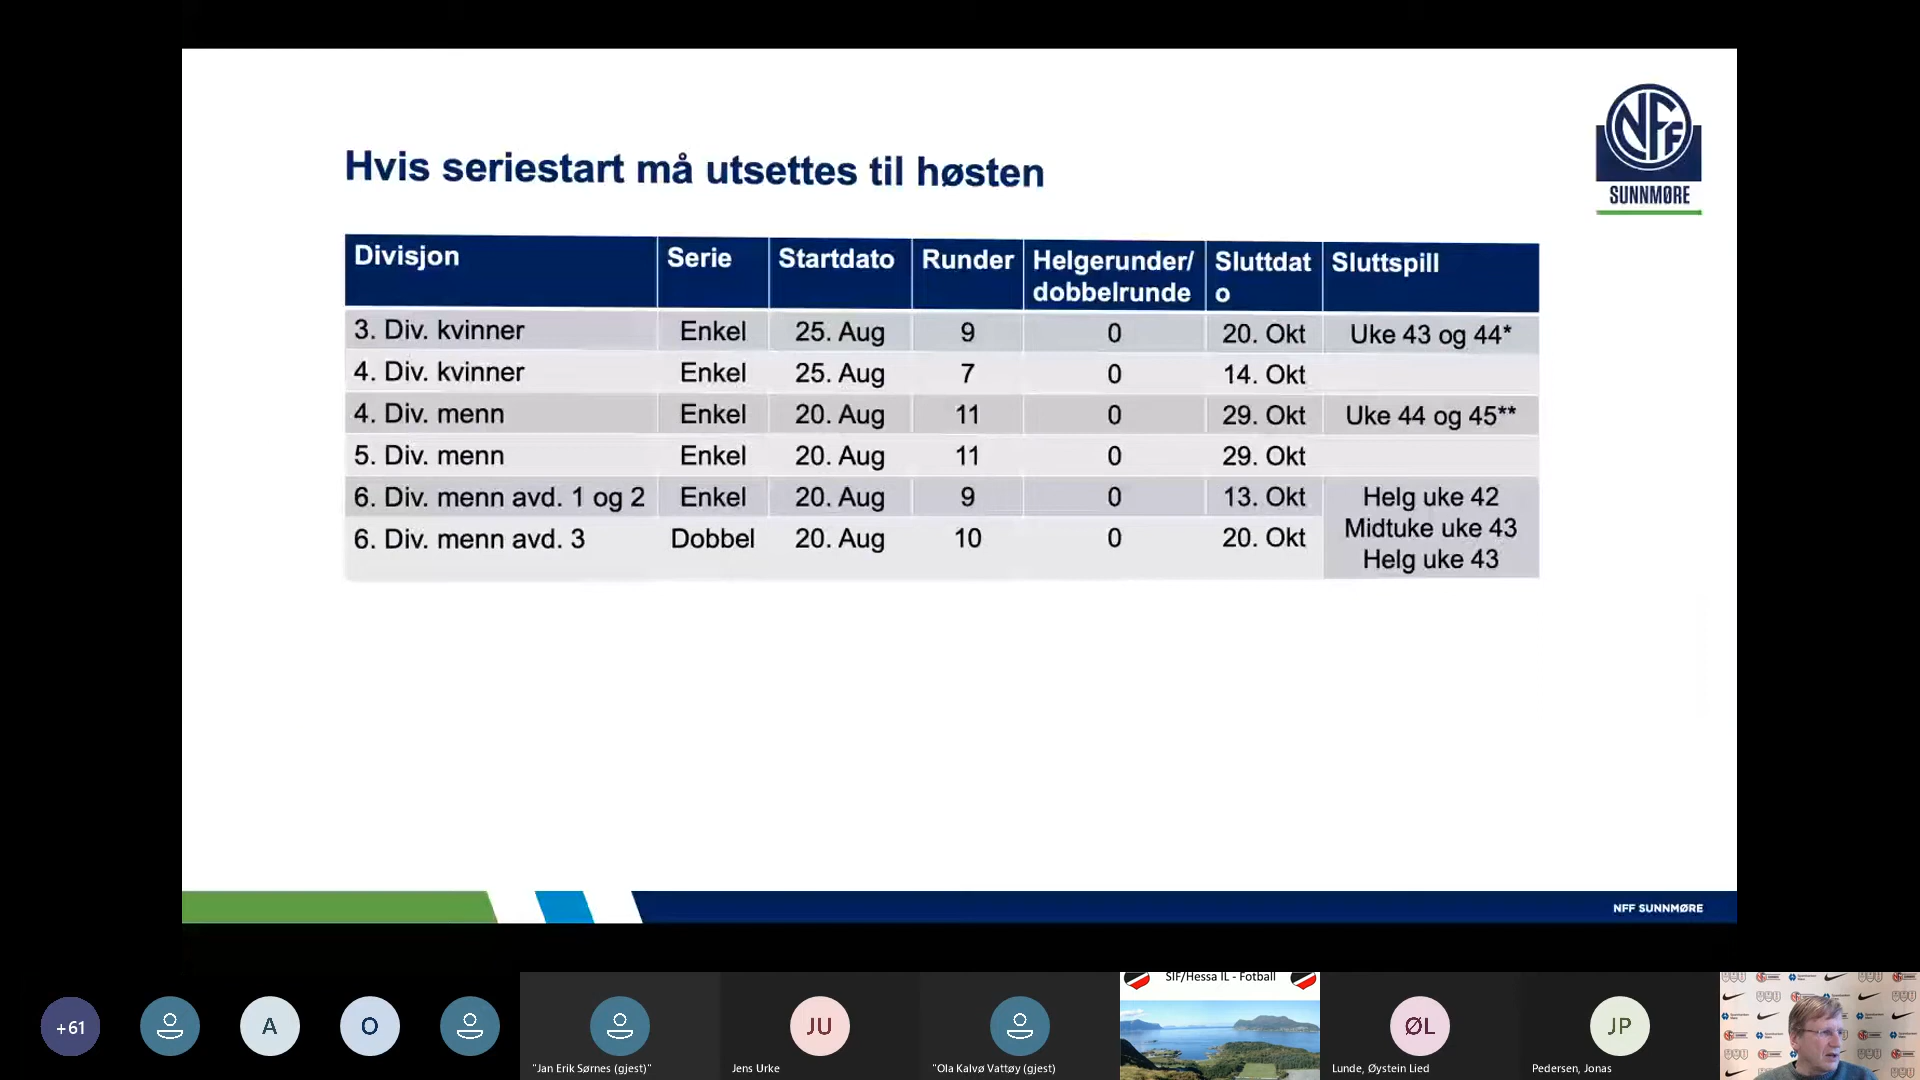 NFF
SUNNMØRE
Hvis seriestart må utsettes til høsten
Divisjon Serie Startdato Runder Helgerunder/ dobbelrunde Sluttdat o Sluttspill
3. Div. kvinner Enkel 25. Aug 9 0 20. Okt Uke 43 og 44*
4. Div. kvinner Enkel 25. Aug 7 0 14. Okt
4. Div. menn Enkel 20. Aug 11 0 29. Okt Uke 44 og 45**
5. Div. menn Enkel 20. Aug 11 0 29. Okt
6. Div. menn avd. 1 og 2 Enkel 20. Aug 9 0 13. Okt Helg uke 42
Midtuke uke 43
6. Div. menn avd. 3 Dobbel 20. Aug 10 0 20. Okt
Helg uke 43
NFF SUNNMØRE
SIF/Hessa IL - Fotball
+61
A
O
JU
ØL
JP
"Jan Erik Sørnes (gjest)"
Jens Urke
"Ola Kalvø Vattøy (gjest)
Lunde, Øystein Lied
Pedersen, Jonas